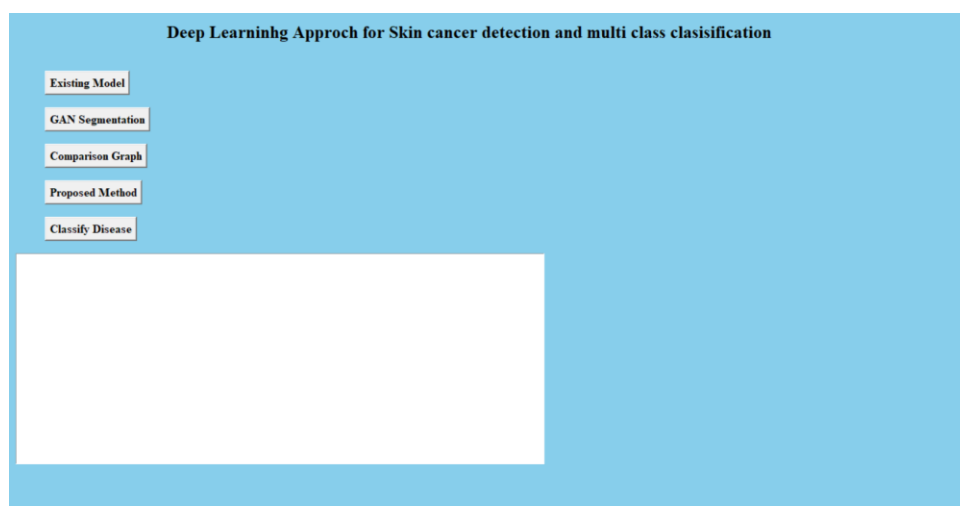 Deep Learninhg Approch for Skin cancer detection and multi class clasisification
Existing Model
GAN Segmentation
Comparison Graph
Proposed Method
Classify Disease